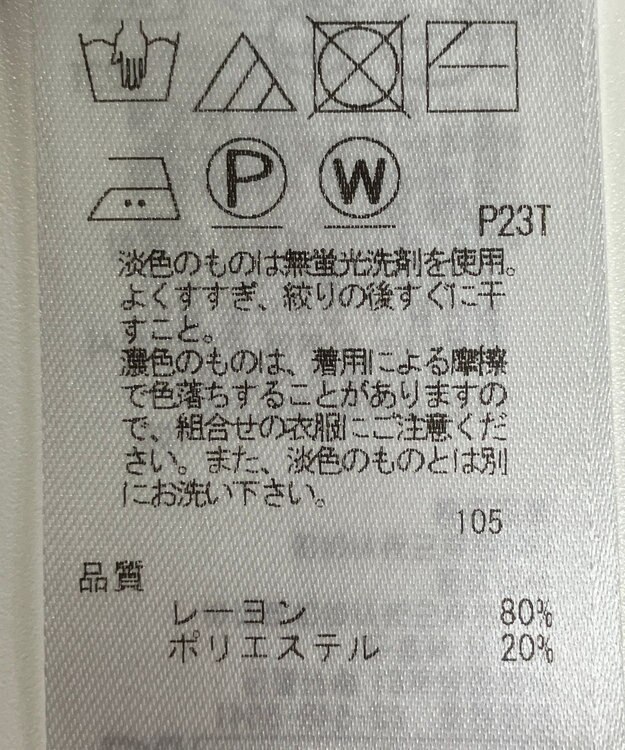 P W
P23T
淡色のものは無蛍光洗剤を使用。
よくすすぎ、絞りの後すぐに干
すこと。
濃色のものは、着用による摩擦
で色落ちすることがありますの
で、組合せの衣服にご注意くだ
さい。また、淡色のものとは別
にお洗い下さい。
105
品質
レーヨン 80%
ポリエステル 20%